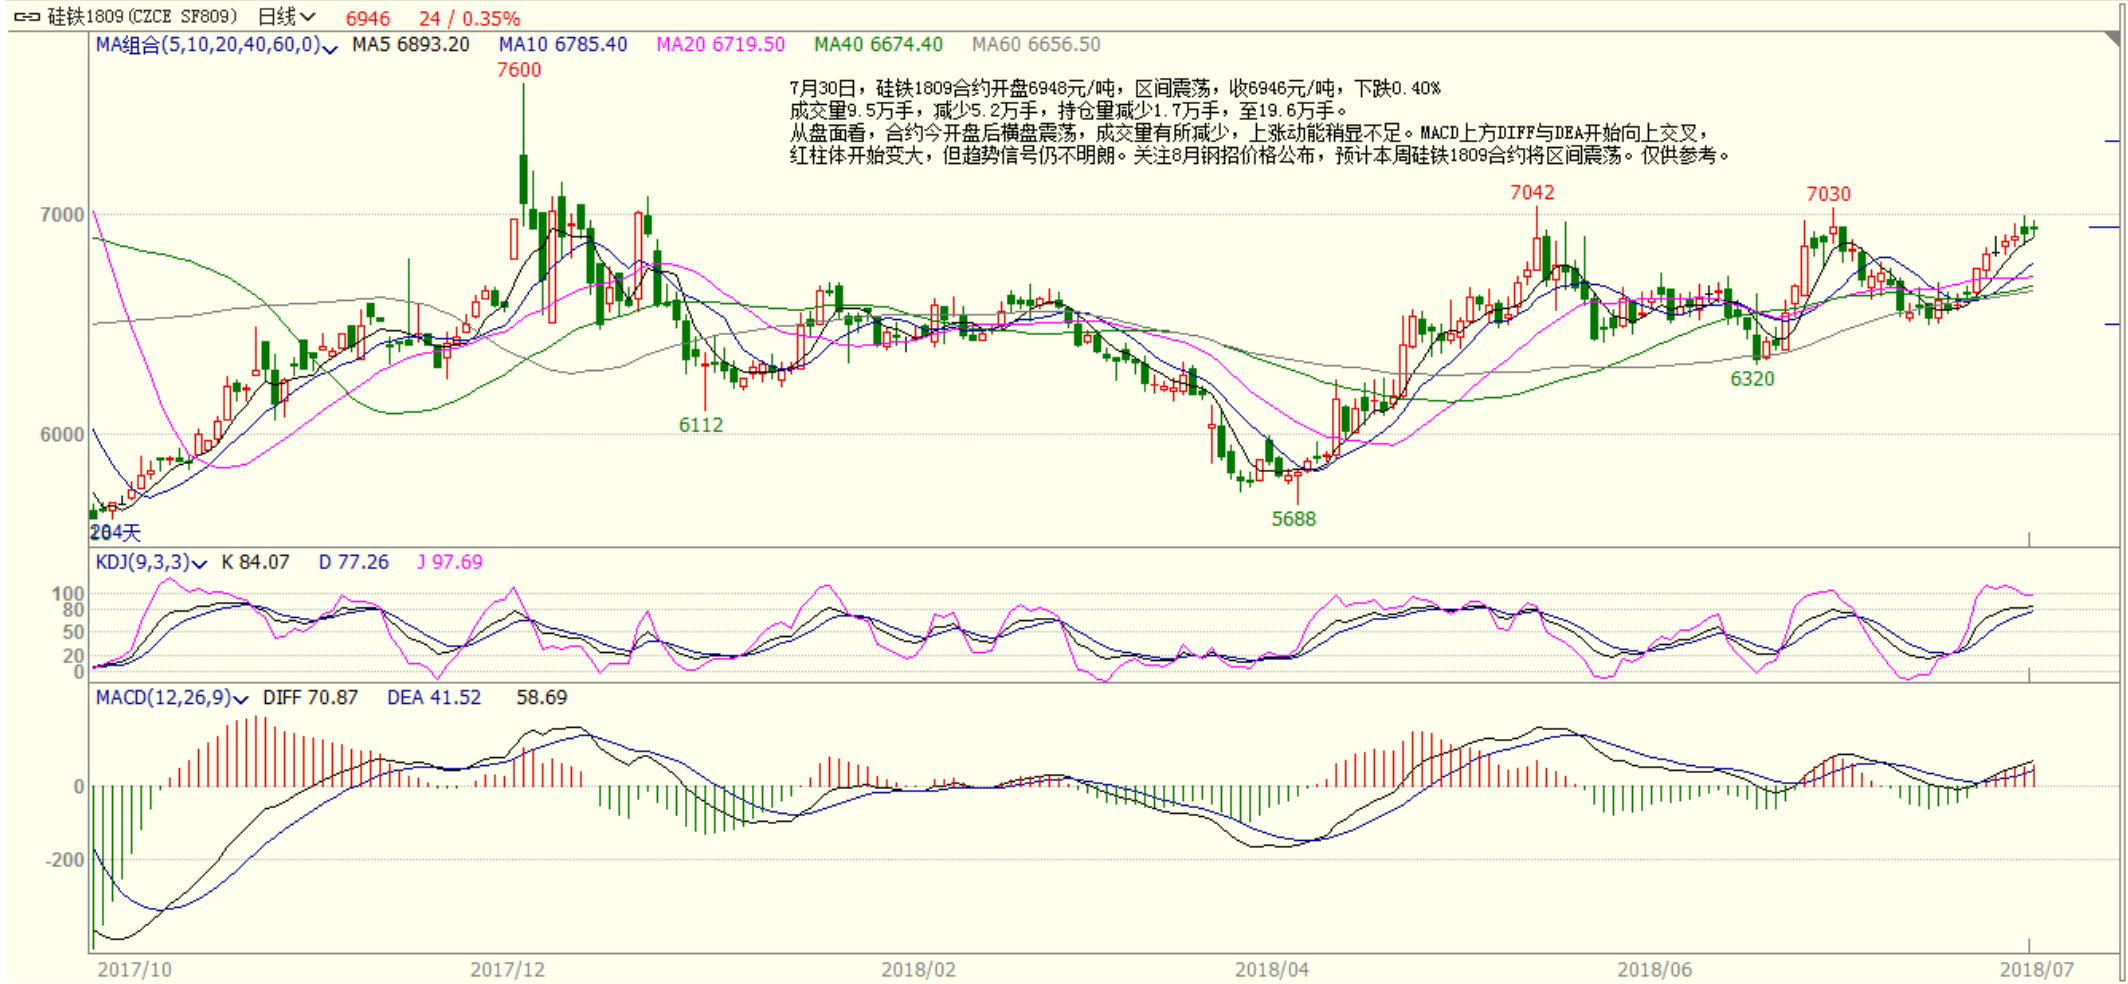 硅铁1809(CZCE SF809) 日线 6946 24 / 0.35%
MA组合(5,10,20,40,60,0) MA5 6893.20 MA10 6785.40 MA20 6719.50 MA40 6674.40 MA60 6656.50
7600
7月30日，硅铁1809合约开盘6948元/吨，区间震荡，收6946元/吨，下跌0.40%
成交量9.5万手，减少5.2万手，持仓量减少1.7万手，至19.6万手。
从盘面看，合约今开盘后横盘震荡，成交量有所减少，上涨动能稍显不足。MACD上方DIFF与DEA开始向上交叉，
红柱体开始变大，但趋势信号仍不明朗。关注8月钢招价格公布，预计本周硅铁1809合约将区间震荡。仅供参考。
7042
7030
7000
6320
6112
6000
5688
204天
KDJ(9,3,3) K 84.07 D 77.26 J 97.69
100
80
50
20
0
MACD(12,26,9) DIFF 70.87 DEA 41.52 58.69
0
-200
2017/10 2017/12 2018/02 2018/04 2018/06 2018/07